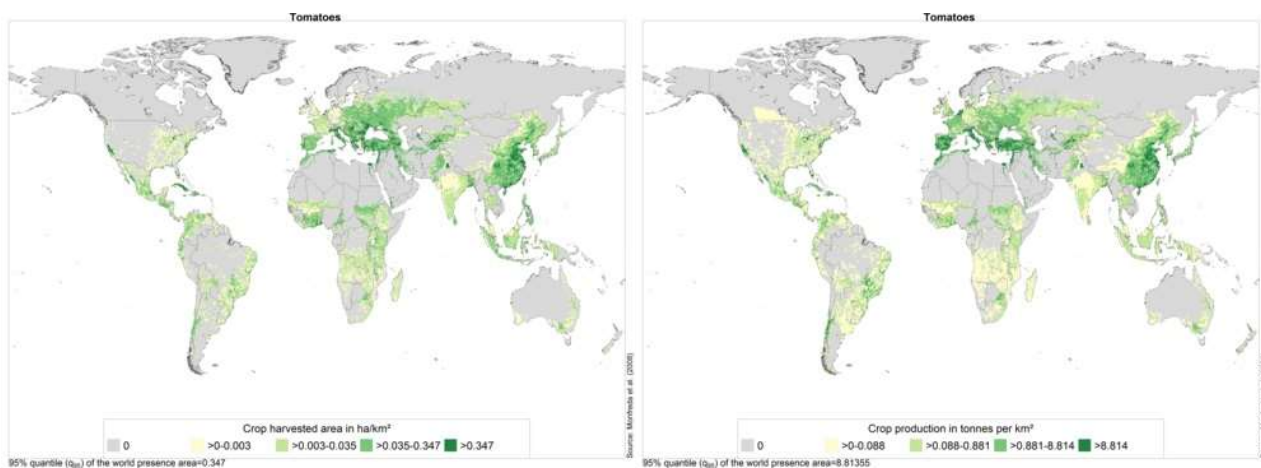 Tomatoes
Source: Monfreda et al. (2008)
Crop harvested area in ha/km²
0 >0-0.003 >0.003-0.035 >0.035-0.347 >0.347
95% quantile (q₉₅) of the world presence area=0.347
Tomatoes
Crop production in tonnes per km²
0 >0-0.088 >0.088-0.881 >0.881-8.814 >8.814
95% quantile (q₉₅) of the world presence area=8.81355